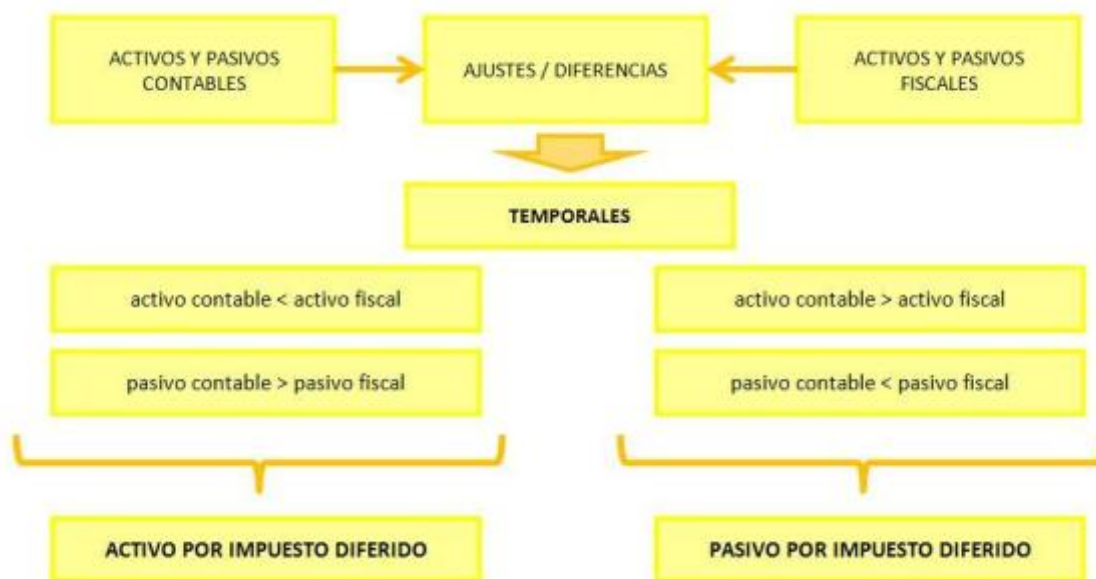 ACTIVOS Y PASIVOS
CONTABLES
AJUSTES / DIFERENCIAS
ACTIVOS Y PASIVOS
FISCALES
TEMPORALES
activo contable < activo fiscal
activo contable > activo fiscal
pasivo contable > pasivo fiscal
pasivo contable < pasivo fiscal
ACTIVO POR IMPUESTO DIFERIDO
PASIVO POR IMPUESTO DIFERIDO